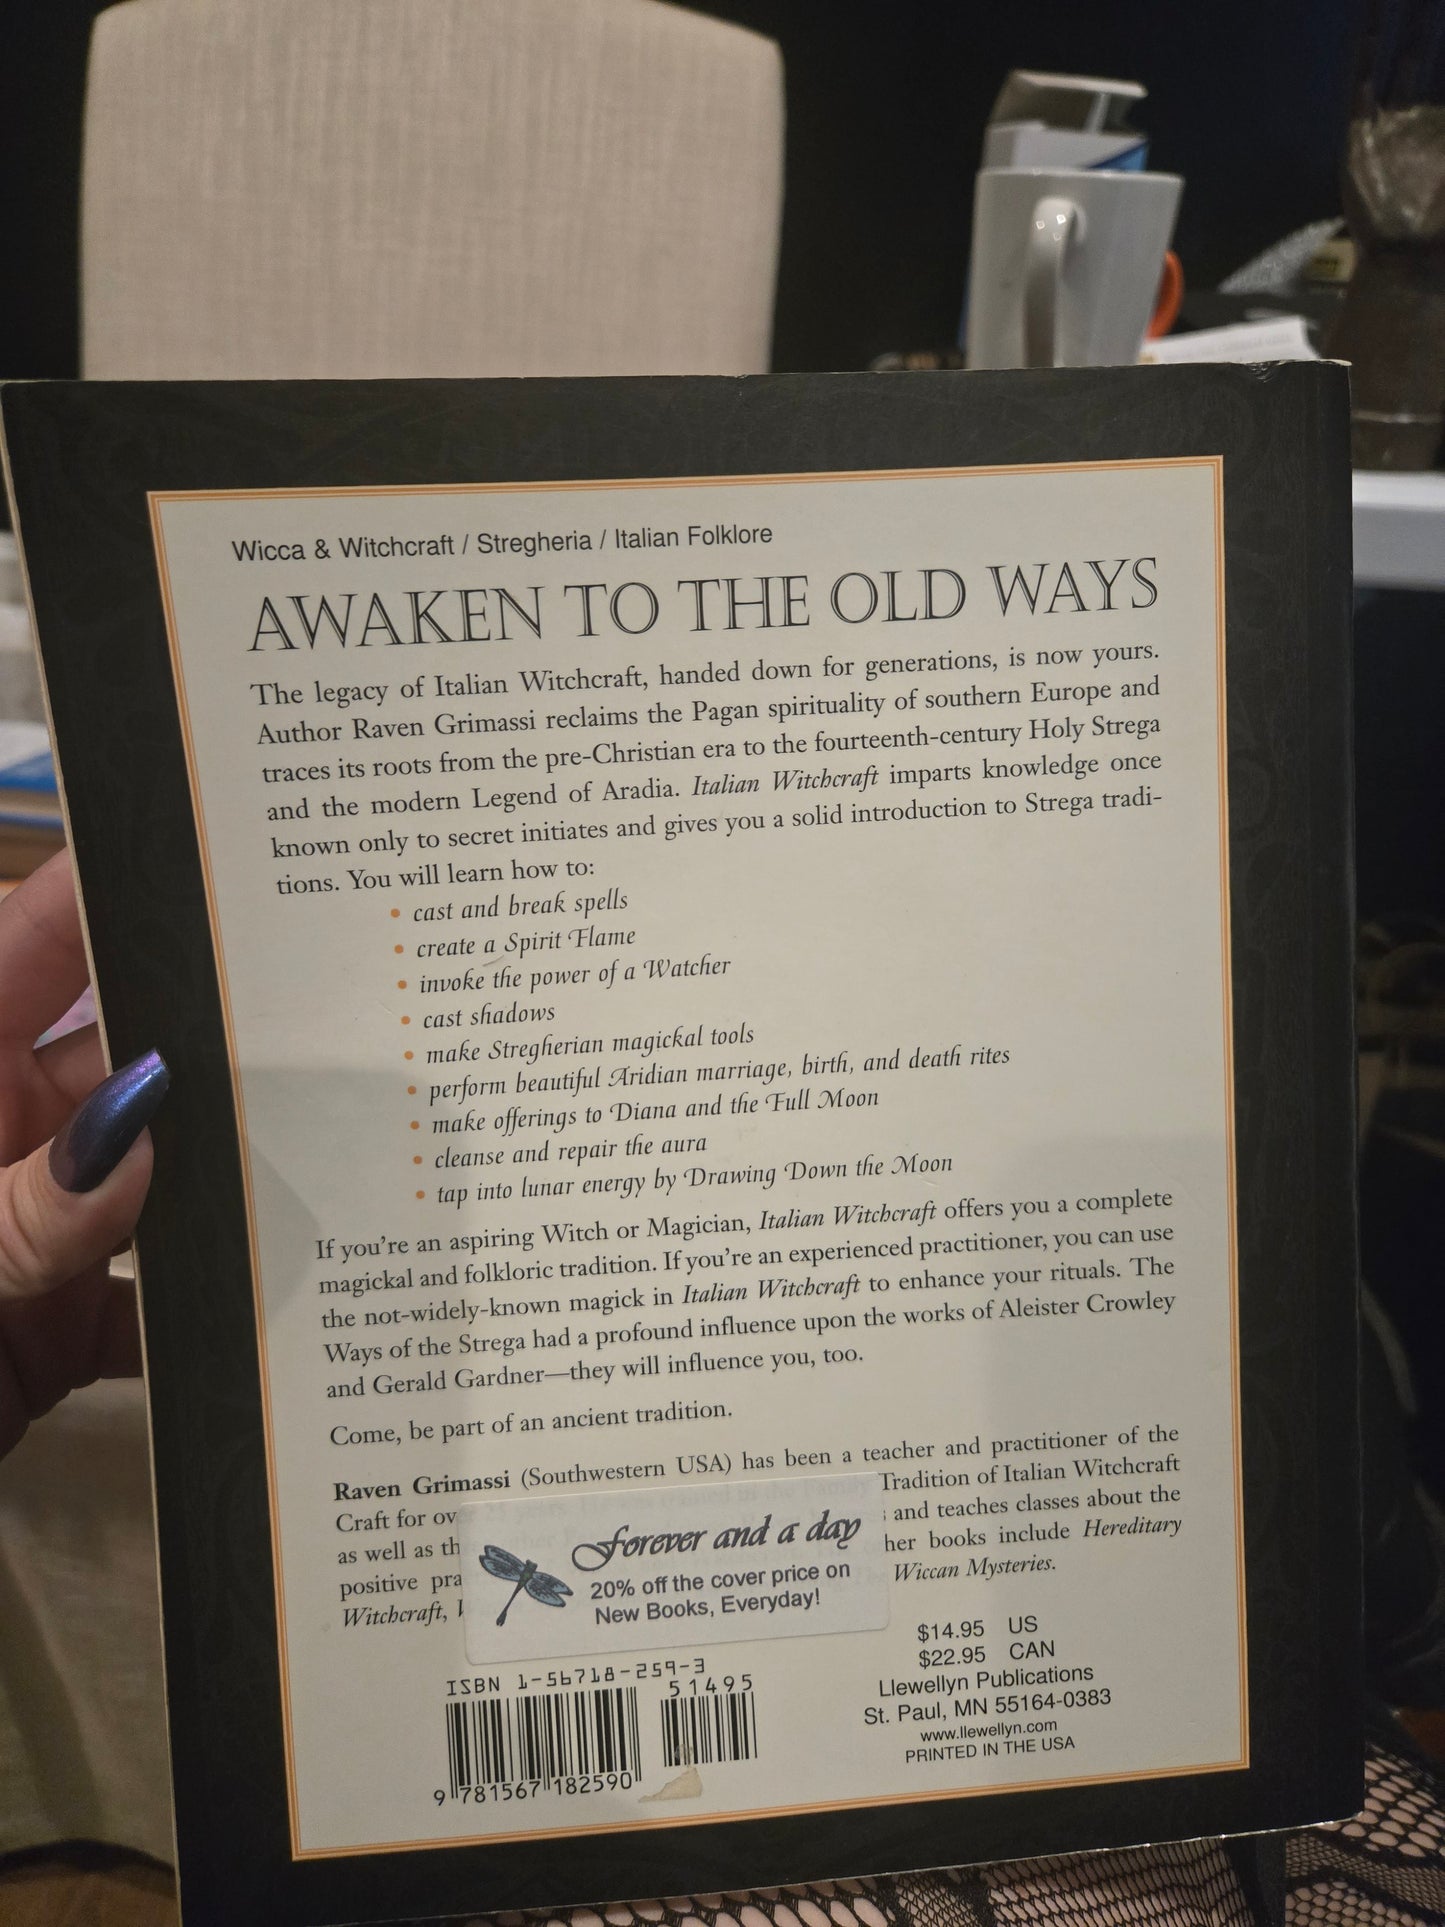 Wicca & Witchcraft / Stregheria / Italian Folklore
AWAKEN TO THE OLD WAYS
The legacy of Italian Witchcraft, handed down for generations, is now yours.
Author Raven Grimassi reclaims the Pagan spirituality of southern Europe and
traces its roots from the pre-Christian era to the fourteenth-century Holy Strega
and the modern Legend of Aradia. Italian Witchcraft imparts knowledge once
known only to secret initiates and gives you a solid introduction to Strega tradi-
tions. You will learn how to:
• cast and break spells
• create a Spirit Flame
• invoke the power of a Watcher
• cast shadows
• make Stregherian magickal tools
• perform beautiful Aridian marriage, birth, and death rites
• make offerings to Diana and the Full Moon
• cleanse and repair the aura
• tap into lunar energy by Drawing Down the Moon
If you're an aspiring Witch or Magician, Italian Witchcraft offers you a complete
magickal and folkloric tradition. If you're an experienced practitioner, you can use
the not-widely-known magick in Italian Witchcraft to enhance your rituals. The
Ways of the Strega had a profound influence upon the works of Aleister Crowley
and Gerald Gardner—they will influence you, too.
Come, be part of an ancient tradition.
Raven Grimassi (Southwestern USA) has been a teacher and practitioner of the
Craft for over 25 years. He was trained in the Family Tradition of Italian Witchcraft
as well as and teaches classes about the
positive her books include Hereditary
Witchcraft, Wiccan Mysteries.
Forever and a day
20% off the cover price on
New Books, Everyday!
ISBN 1-56718-259-3
51495
9 781567 182590
$14.95 US
$22.95 CAN
Llewellyn Publications
St. Paul, MN 55164-0383
www.llewellyn.com
PRINTED IN THE USA